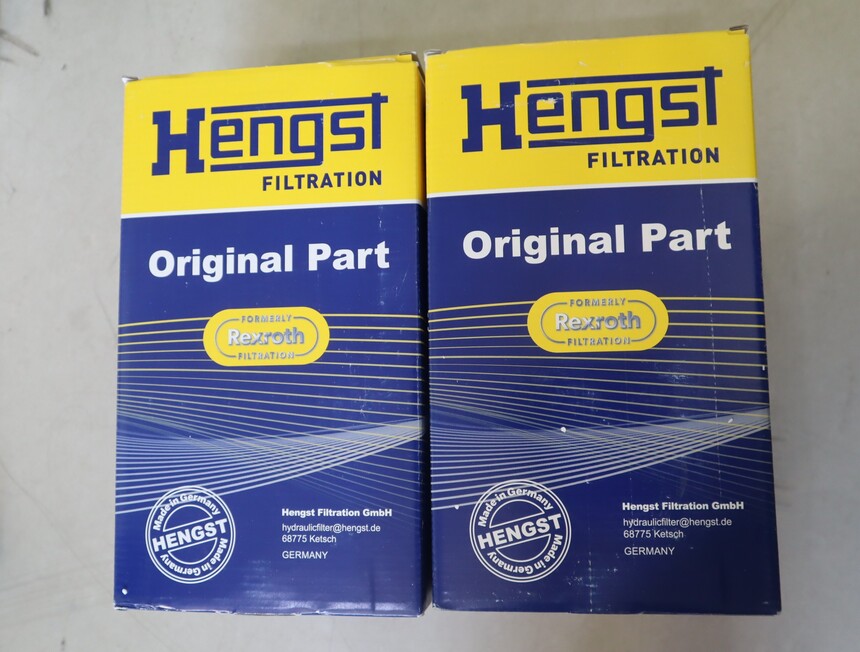 Hengst
FILTRATION
Original Part
FORMERLY
Rexroth
FILTRATION
Made in Germany
HENGST
Made in Germany
Hengst Filtration GmbH
hydraulicfilter@hengst.de
68775 Ketsch
GERMANY
Hengst
FILTRATION
Original Part
FORMERLY
Rexroth
FILTRATION
Made in Germany
HENGST
Made in Germany
Hengst Filtration GmbH
hydraulicfilter@hengst.de
68775 Ketsch
GERMANY